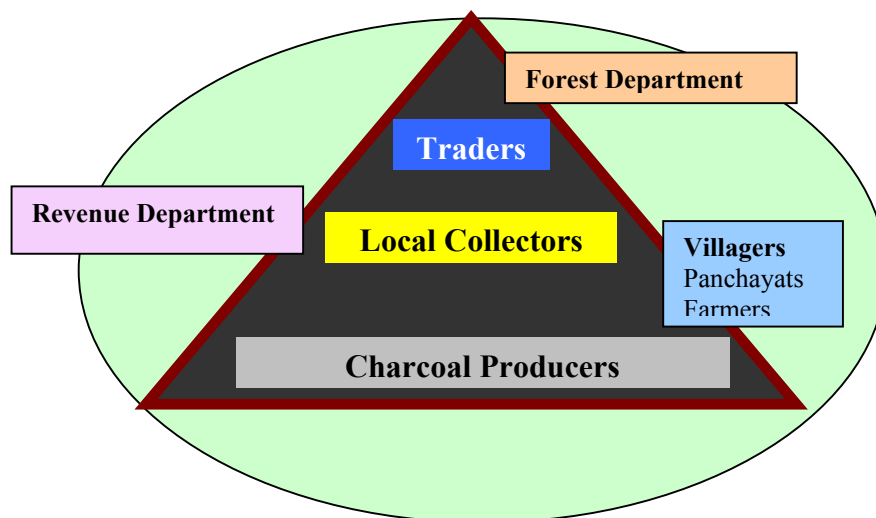 Forest Department
Traders
Revenue Department
Local Collectors
Villagers
Panchayats
Farmers
Charcoal Producers